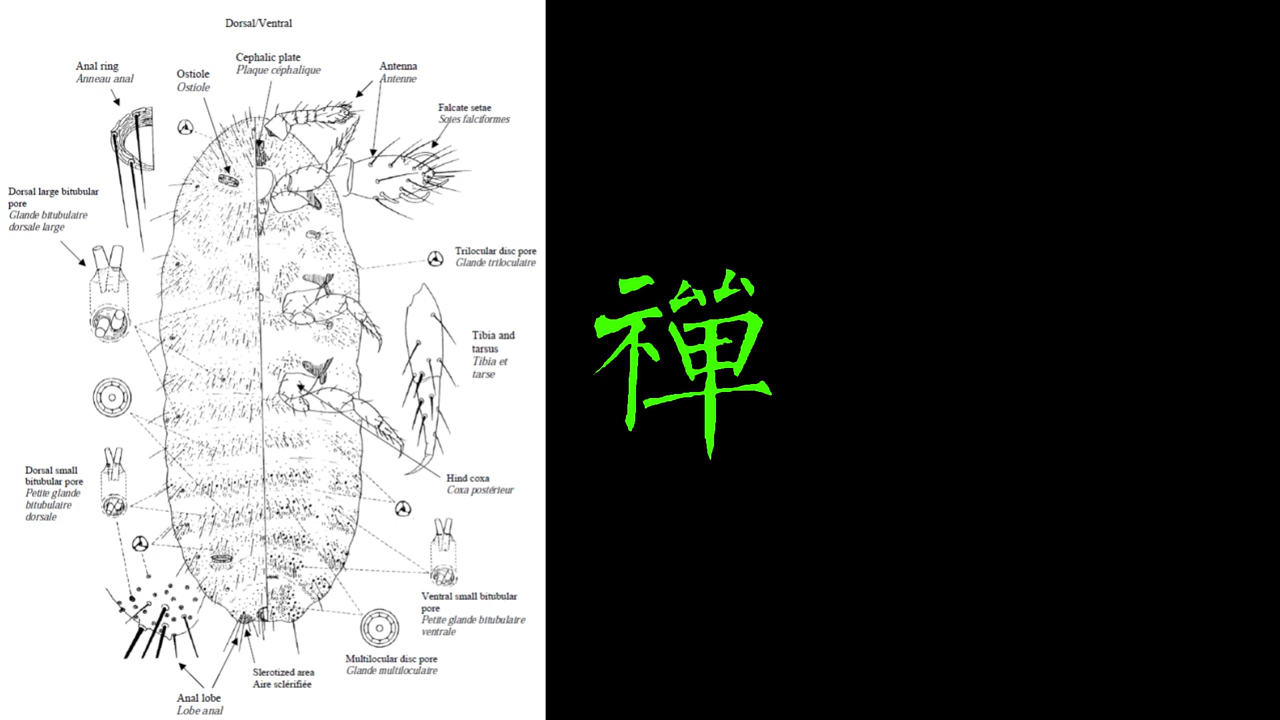 Dorsal/Ventral
Anal ring
Anneau anal
Ostiole
Ostiole
Cephalic plate
Plaque céphalique
Antenna
Antenne
Falcate setae
Soies falciformes
Dorsal large bitubular
pore
Glande bitubulaire
dorsale large
Trilocular disc pore
Glande triloculaire
Tibia and
tarsus
Tibia et
tarse
Dorsal small
bitubular pore
Petite glande
bitubulaire
dorsale
Hind coxa
Coxa postérieur
Ventral small bitubular
pore
Petite glande bitubulaire
ventrale
Multilocular disc pore
Glande multiloculaire
Slerotized area
Aire sclérifiée
Anal lobe
Lobe anal
禪